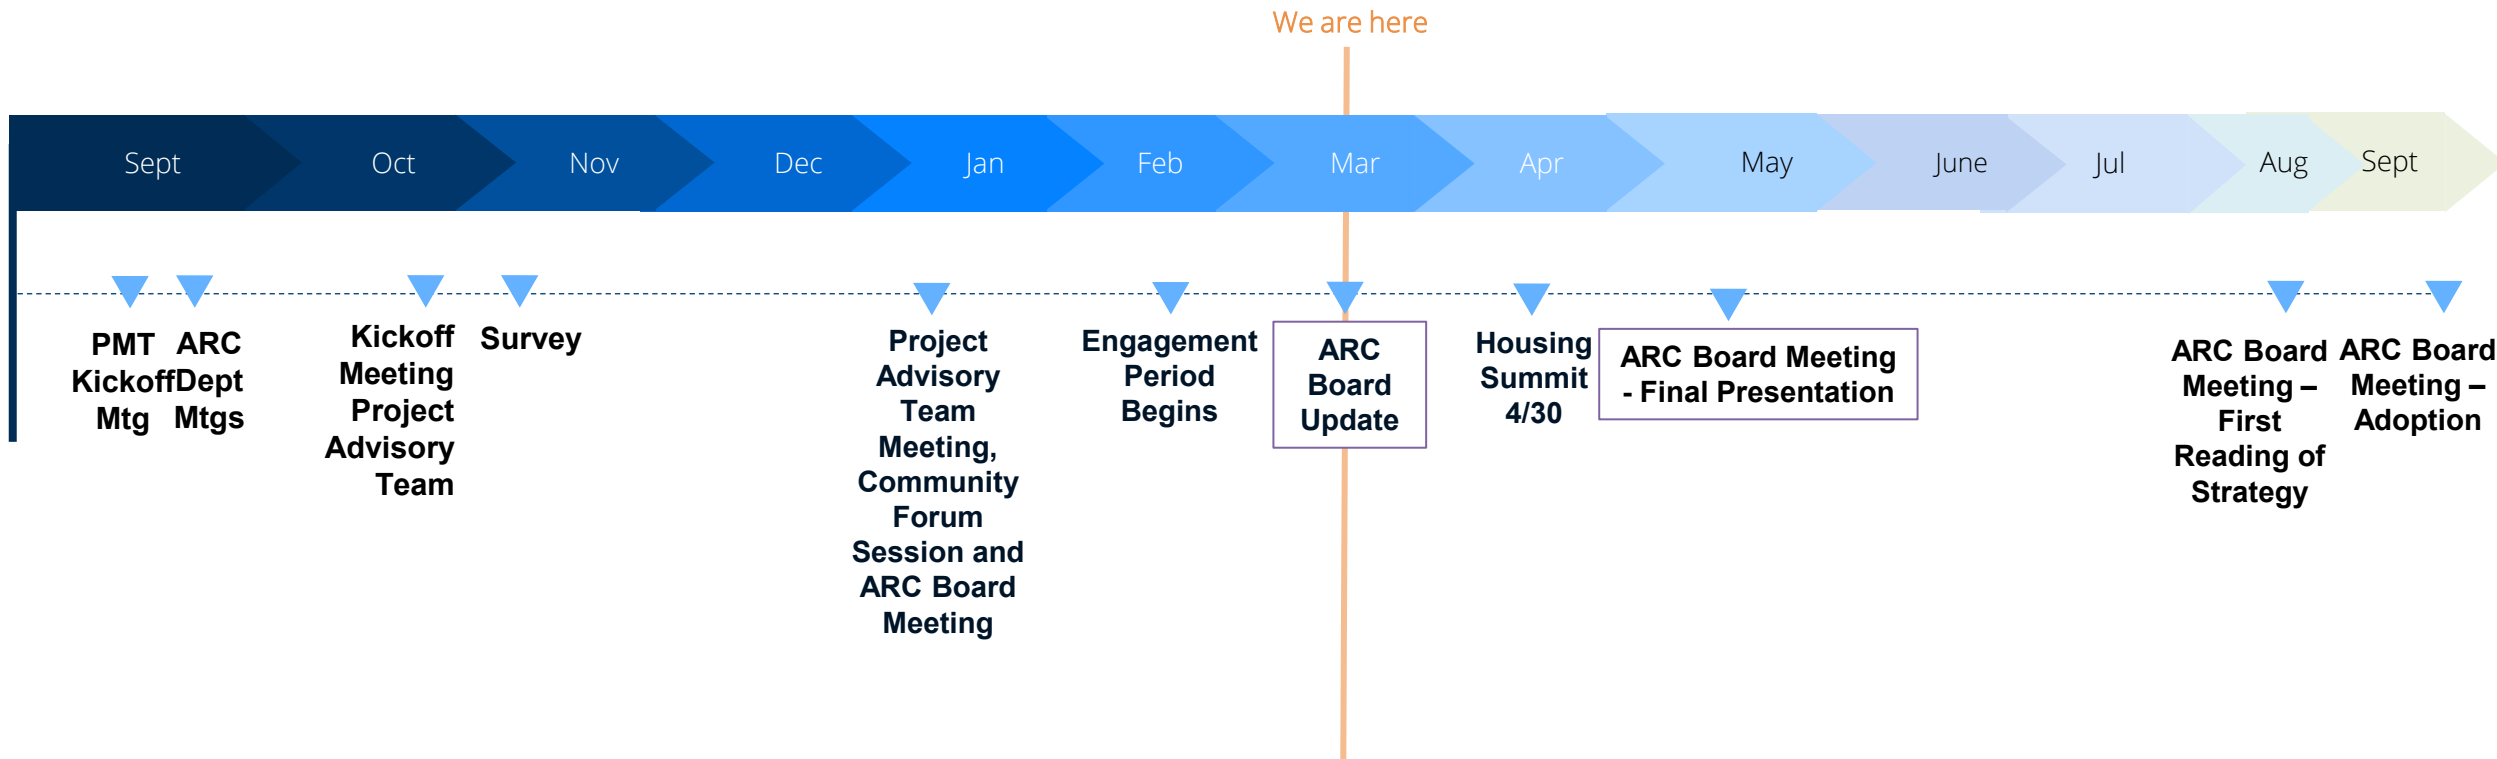 We are here
Sept
Oct
Nov
Dec
Jan
Feb
Mar
Apr
May
June
Jul
Aug
Sept
PMT
Kickoff
Mtg
ARC
Dept
Mtgs
Kickoff
Meeting
Project
Advisory
Team
Survey
Project
Advisory
Team
Meeting,
Community
Forum
Session and
ARC Board
Meeting
Engagement
Period
Begins
ARC
Board
Update
Housing
Summit
4/30
ARC Board Meeting
- Final Presentation
ARC Board
Meeting –
First
Reading of
Strategy
ARC Board
Meeting –
Adoption